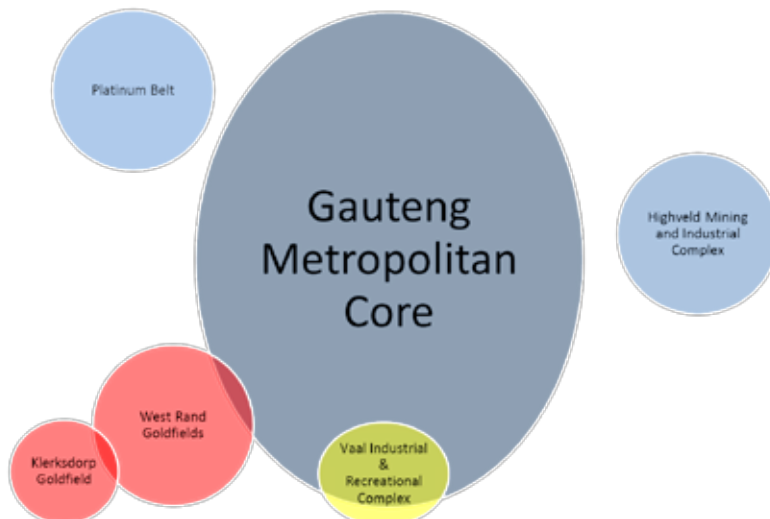 Platinum Belt
Gauteng
Metropolitan
Core
Highveld Mining
and Industrial
Complex
West Rand
Goldfields
Klerksdorp
Goldfield
Vaal Industrial
&
Recreational
Complex